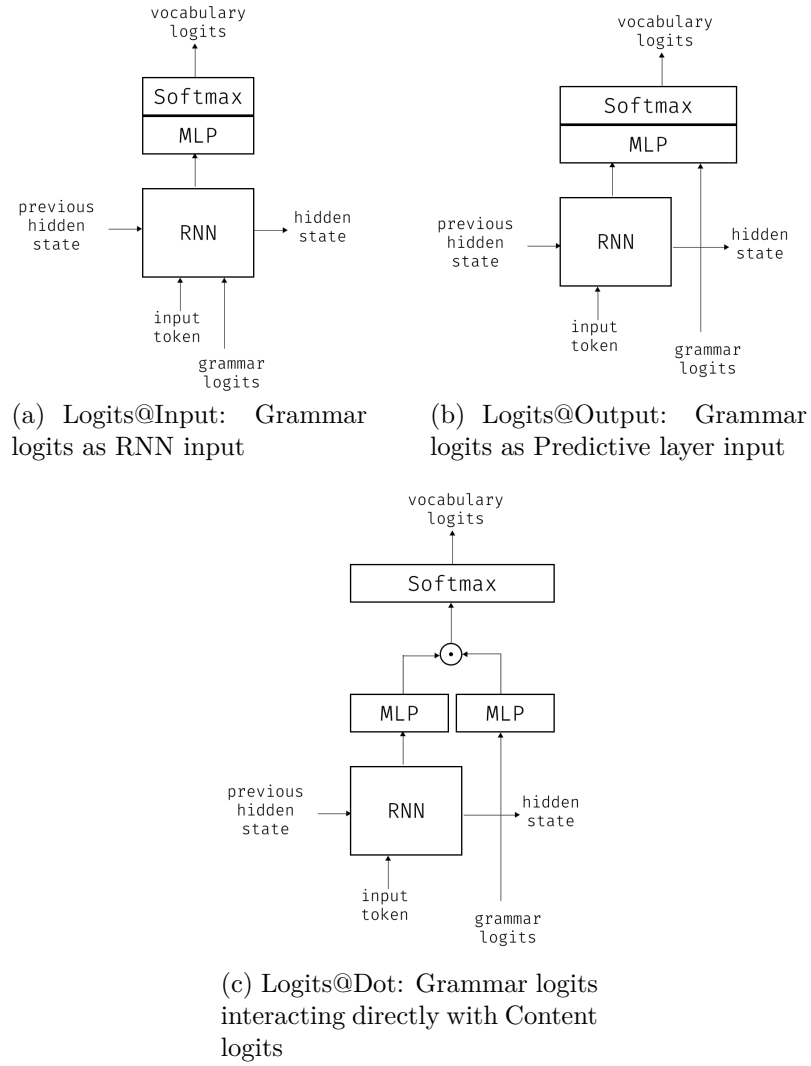 vocabulary
logits
Softmax
MLP
previous
hidden
state
RNN
hidden
state
input
token
grammar
logits
(a) Logits@Input: Grammar
logits as RNN input
vocabulary
logits
Softmax
MLP
previous
hidden
state
RNN
hidden
state
input
token
grammar
logits
(b) Logits@Output: Grammar
logits as Predictive layer input
vocabulary
logits
Softmax
MLP
MLP
previous
hidden
state
RNN
hidden
state
input
token
grammar
logits
(c) Logits@Dot: Grammar logits
interacting directly with Content
logits